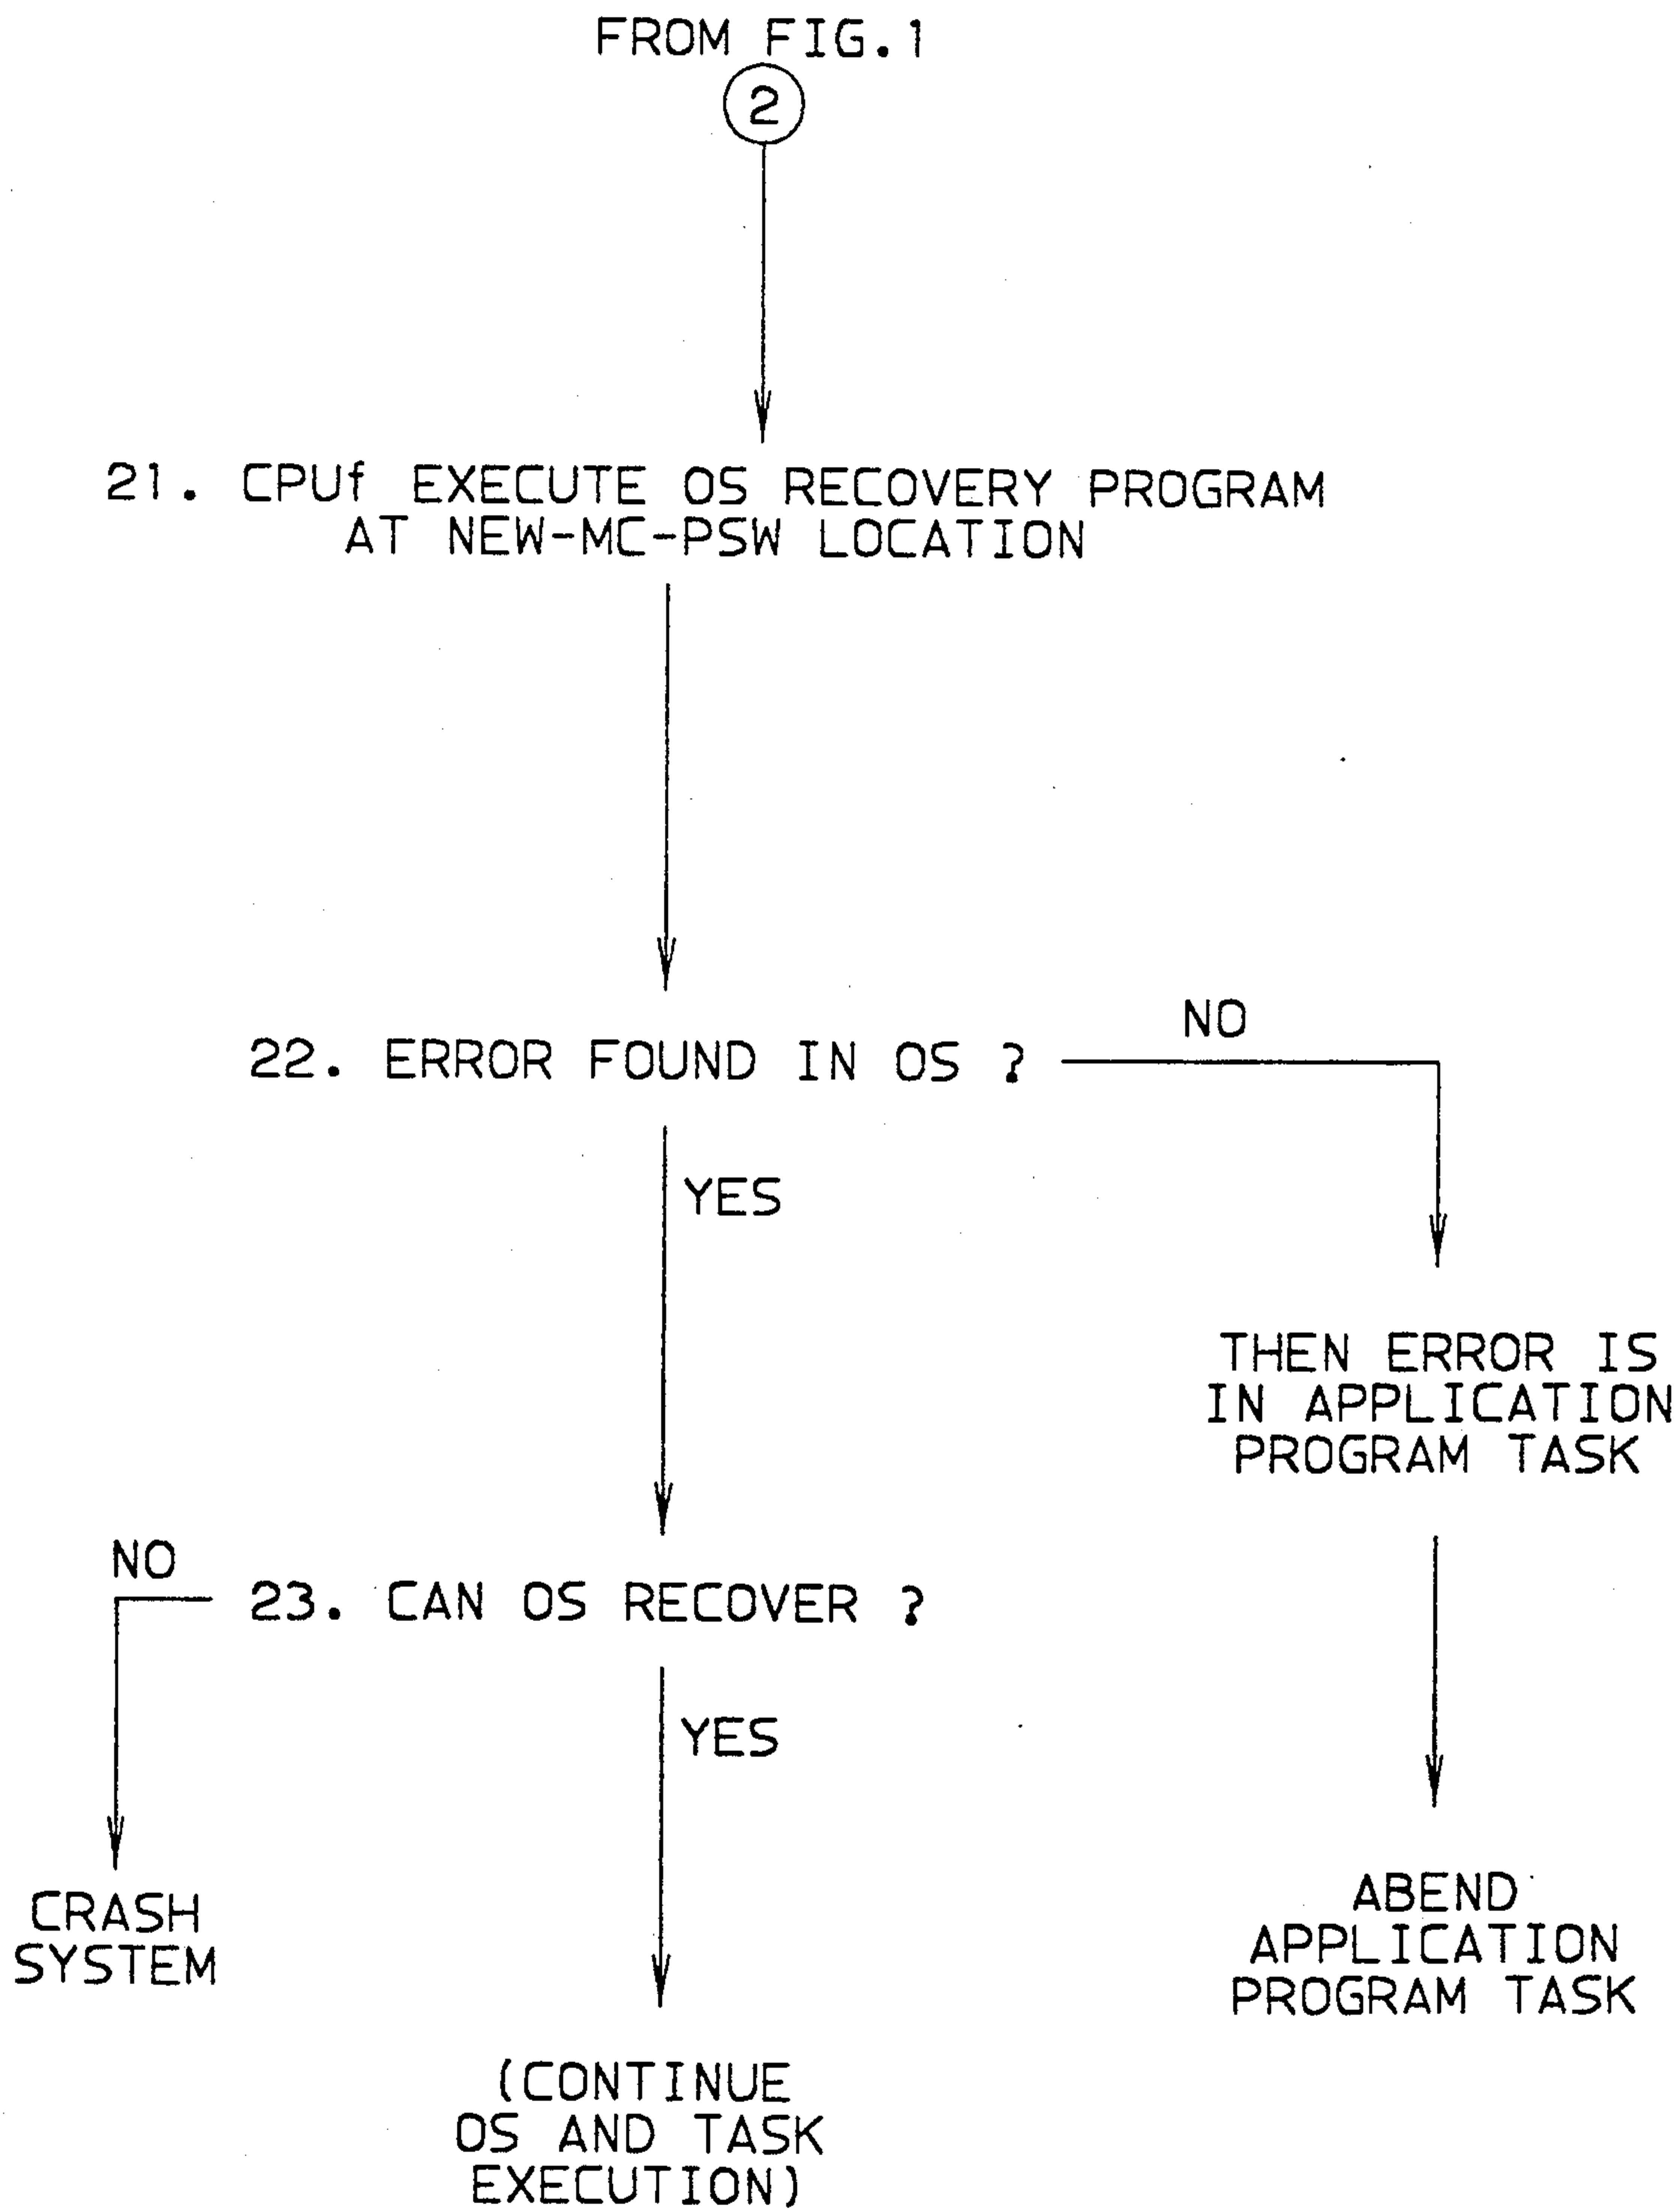 FROM FIG.1
2
21. CPUf EXECUTE OS RECOVERY PROGRAM
AT NEW-MC-PSW LOCATION
22. ERROR FOUND IN OS ?
NO
YES
THEN ERROR IS
IN APPLICATION
PROGRAM TASK
NO
23. CAN OS RECOVER ?
YES
CRASH
SYSTEM
ABEND
APPLICATION
PROGRAM TASK
(CONTINUE
OS AND TASK
EXECUTION)